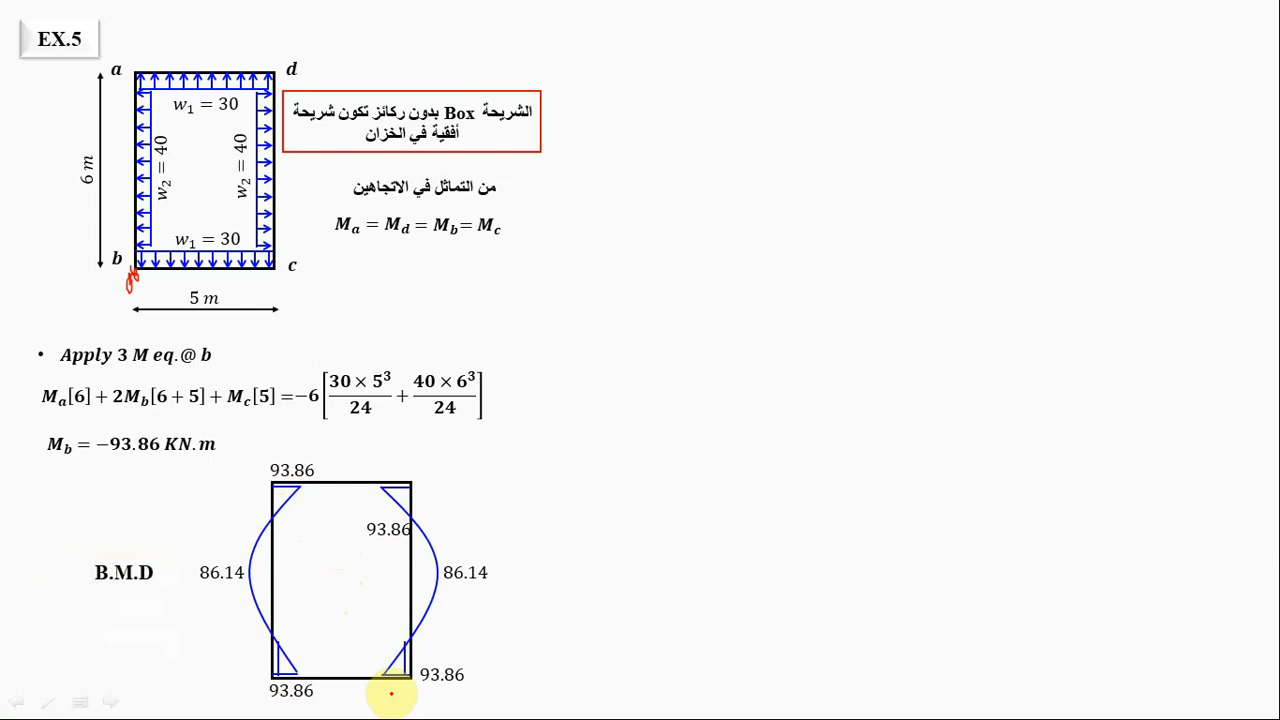 EX.5
a
d
w₁ = 30
الشريحة Box بدون ركائز تكون شريحة
أفقية في الخزان
6 m
w₂ = 40
w₂ = 40
من التماثل في الاتجاهين
Mₐ = M_d = M_b= M_c
w₁ = 30
b
c
5 m
• Apply 3 M eq.@ b
Mₐ[6] + 2M_b[6 + 5] + M_c[5] =−6[(30 × 5³)/24 + (40 × 6³)/24]
M_b = −93.86 KN.m
93.86
93.86
B.M.D
86.14
86.14
93.86
93.86